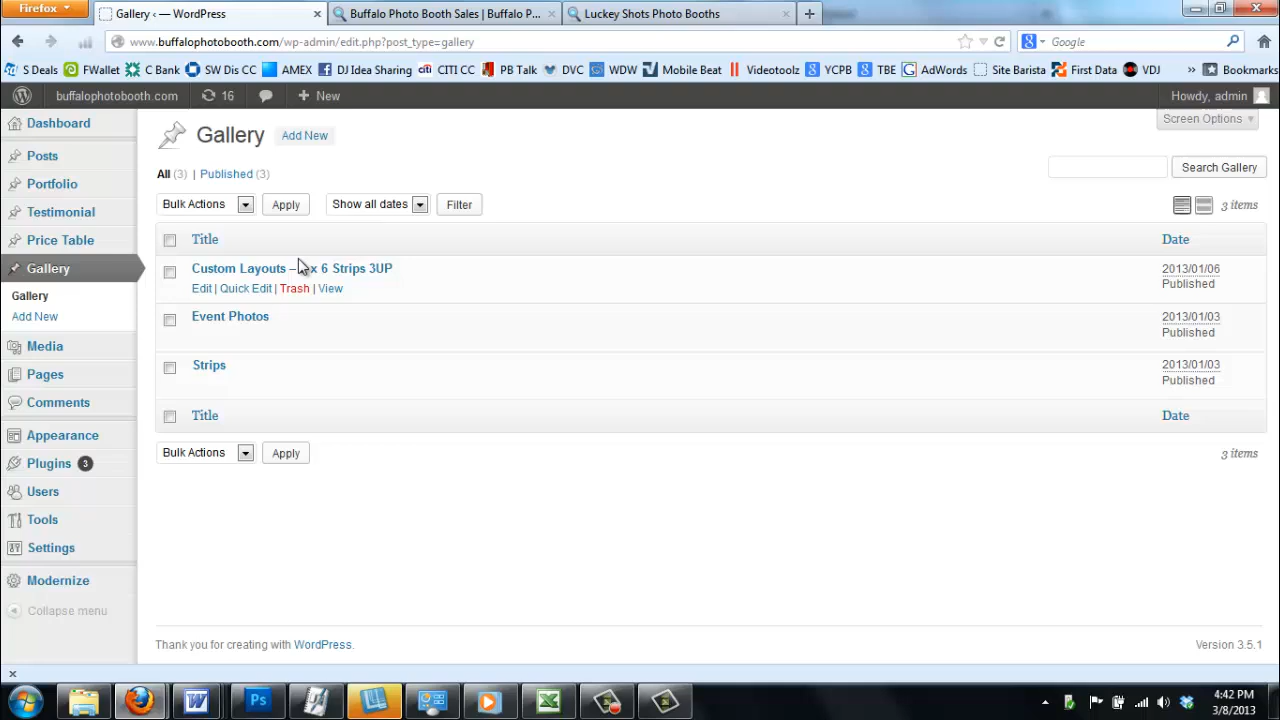 Firefox
Gallery ‹ — WordPress
Buffalo Photo Booth Sales | Buffalo P...
Luckey Shots Photo Booths
www.buffalophotobooth.com/wp-admin/edit.php?post_type=gallery
Google
S Deals FWallet C Bank SW Dis CC AMEX DJ Idea Sharing CITI CC PB Talk DVC WDW Mobile Beat Videotoolz YCPB TBE AdWords Site Barista First Data VDJ » Bookmarks
buffalophotobooth.com 16 + New Howdy, admin
Dashboard
Posts
Portfolio
Testimonial
Price Table
Gallery
Gallery
Add New
Media
Pages
Comments
Appearance
Plugins 3
Users
Tools
Settings
Modernize
Collapse menu
Screen Options
Gallery Add New
All (3) | Published (3)
Search Gallery
Bulk Actions Apply Show all dates Filter 3 items
Title Date
Custom Layouts – x 6 Strips 3UP 2013/01/06
Edit | Quick Edit | Trash | View Published
Event Photos 2013/01/03
Published
Strips 2013/01/03
Published
Title Date
Bulk Actions Apply 3 items
Thank you for creating with WordPress. Version 3.5.1
x
4:42 PM
3/8/2013